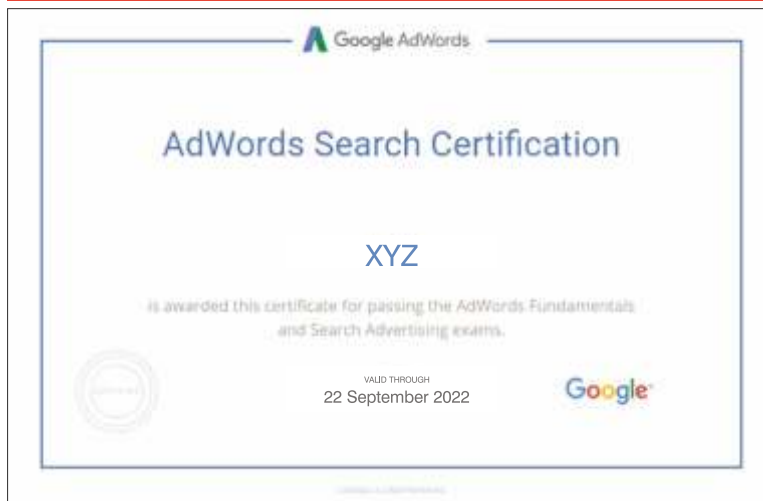 Google AdWords
AdWords Search Certification
XYZ
is awarded this certificate for passing the AdWords Fundamentals
and Search Advertising exams.
VALID THROUGH
22 September 2022
Google